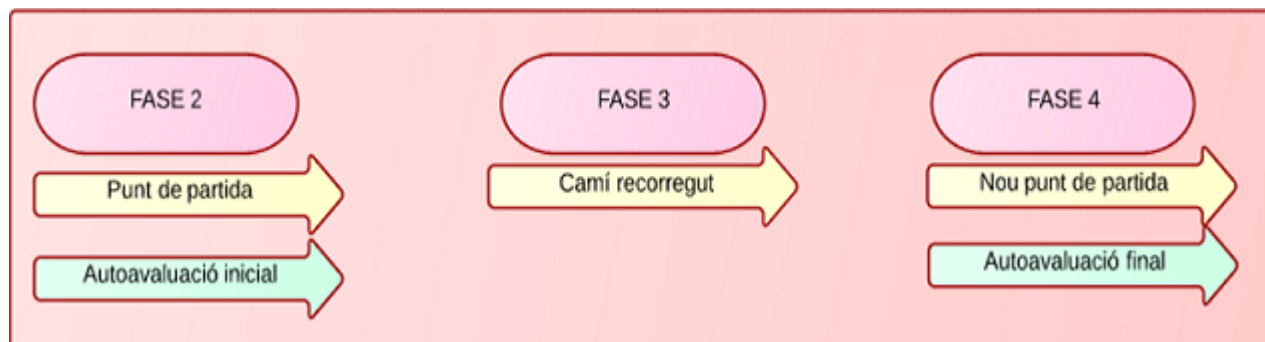 FASE 2
Punt de partida
Autoavaluació inicial
FASE 3
Camí recorregut
FASE 4
Nou punt de partida
Autoavaluació final